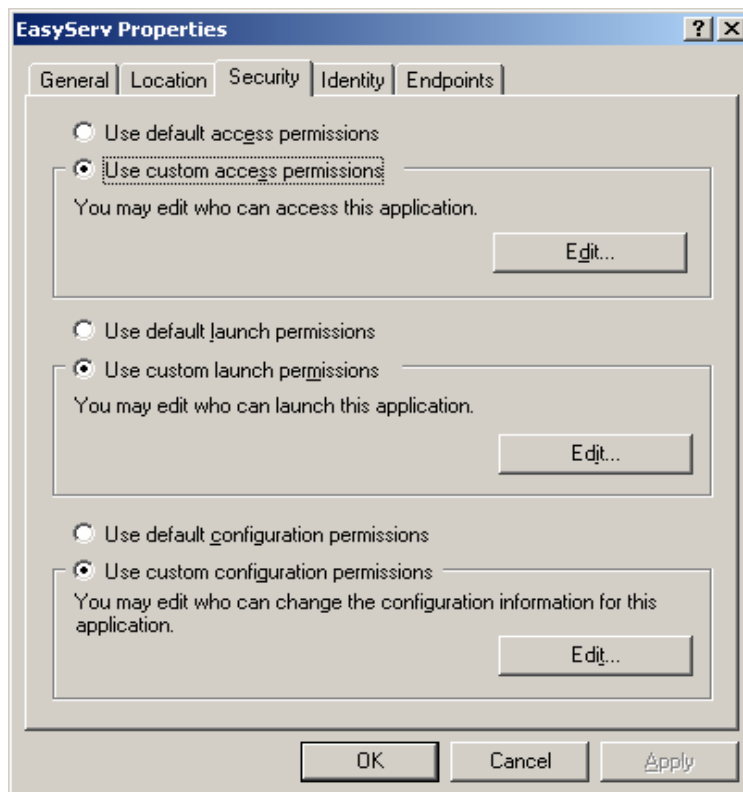 EasyServ Properties
General Location Security Identity Endpoints
Use default access permissions
Use custom access permissions
You may edit who can access this application.
Edit...
Use default launch permissions
Use custom launch permissions
You may edit who can launch this application.
Edit...
Use default configuration permissions
Use custom configuration permissions
You may edit who can change the configuration information for this
application.
Edit...
OK Cancel Apply